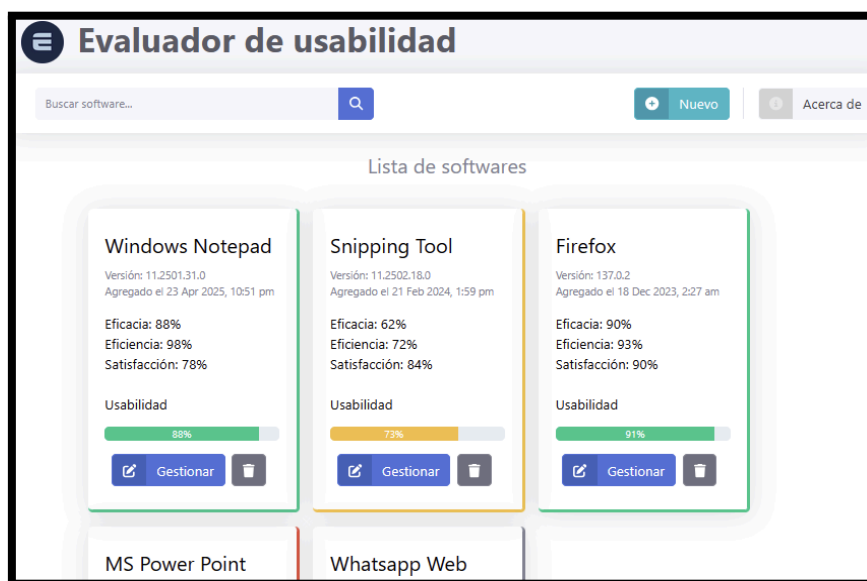 Evaluador de usabilidad
Buscar software...
Nuevo
Acerca de
Lista de softwares
Windows Notepad
Versión: 11.2501.31.0
Agregado el 23 Apr 2025, 10:51 pm
Eficacia: 88%
Eficiencia: 98%
Satisfacción: 78%
Usabilidad
88%
Gestionar
Snipping Tool
Versión: 11.2502.18.0
Agregado el 21 Feb 2024, 1:59 pm
Eficacia: 62%
Eficiencia: 72%
Satisfacción: 84%
Usabilidad
73%
Gestionar
Firefox
Versión: 137.0.2
Agregado el 18 Dec 2023, 2:27 am
Eficacia: 90%
Eficiencia: 93%
Satisfacción: 90%
Usabilidad
91%
Gestionar
MS Power Point
Whatsapp Web